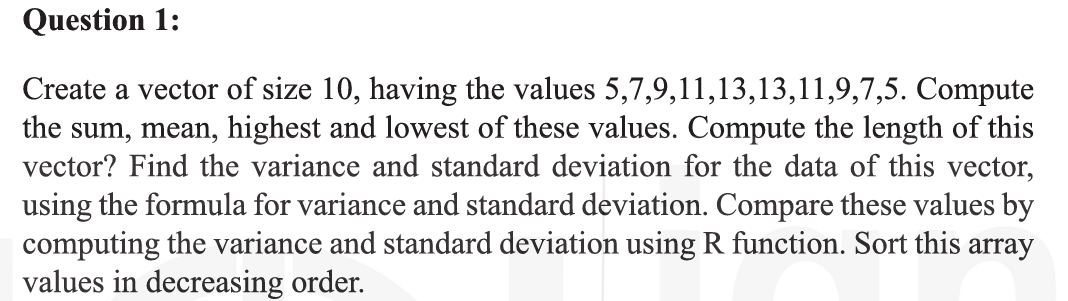 Question 1:
Create a vector of size 10, having the values 5,7,9,11,13,13,11,9,7,5. Compute
the sum, mean, highest and lowest of these values. Compute the length of this
vector? Find the variance and standard deviation for the data of this vector,
using the formula for variance and standard deviation. Compare these values by
computing the variance and standard deviation using R function. Sort this array
values in decreasing order.